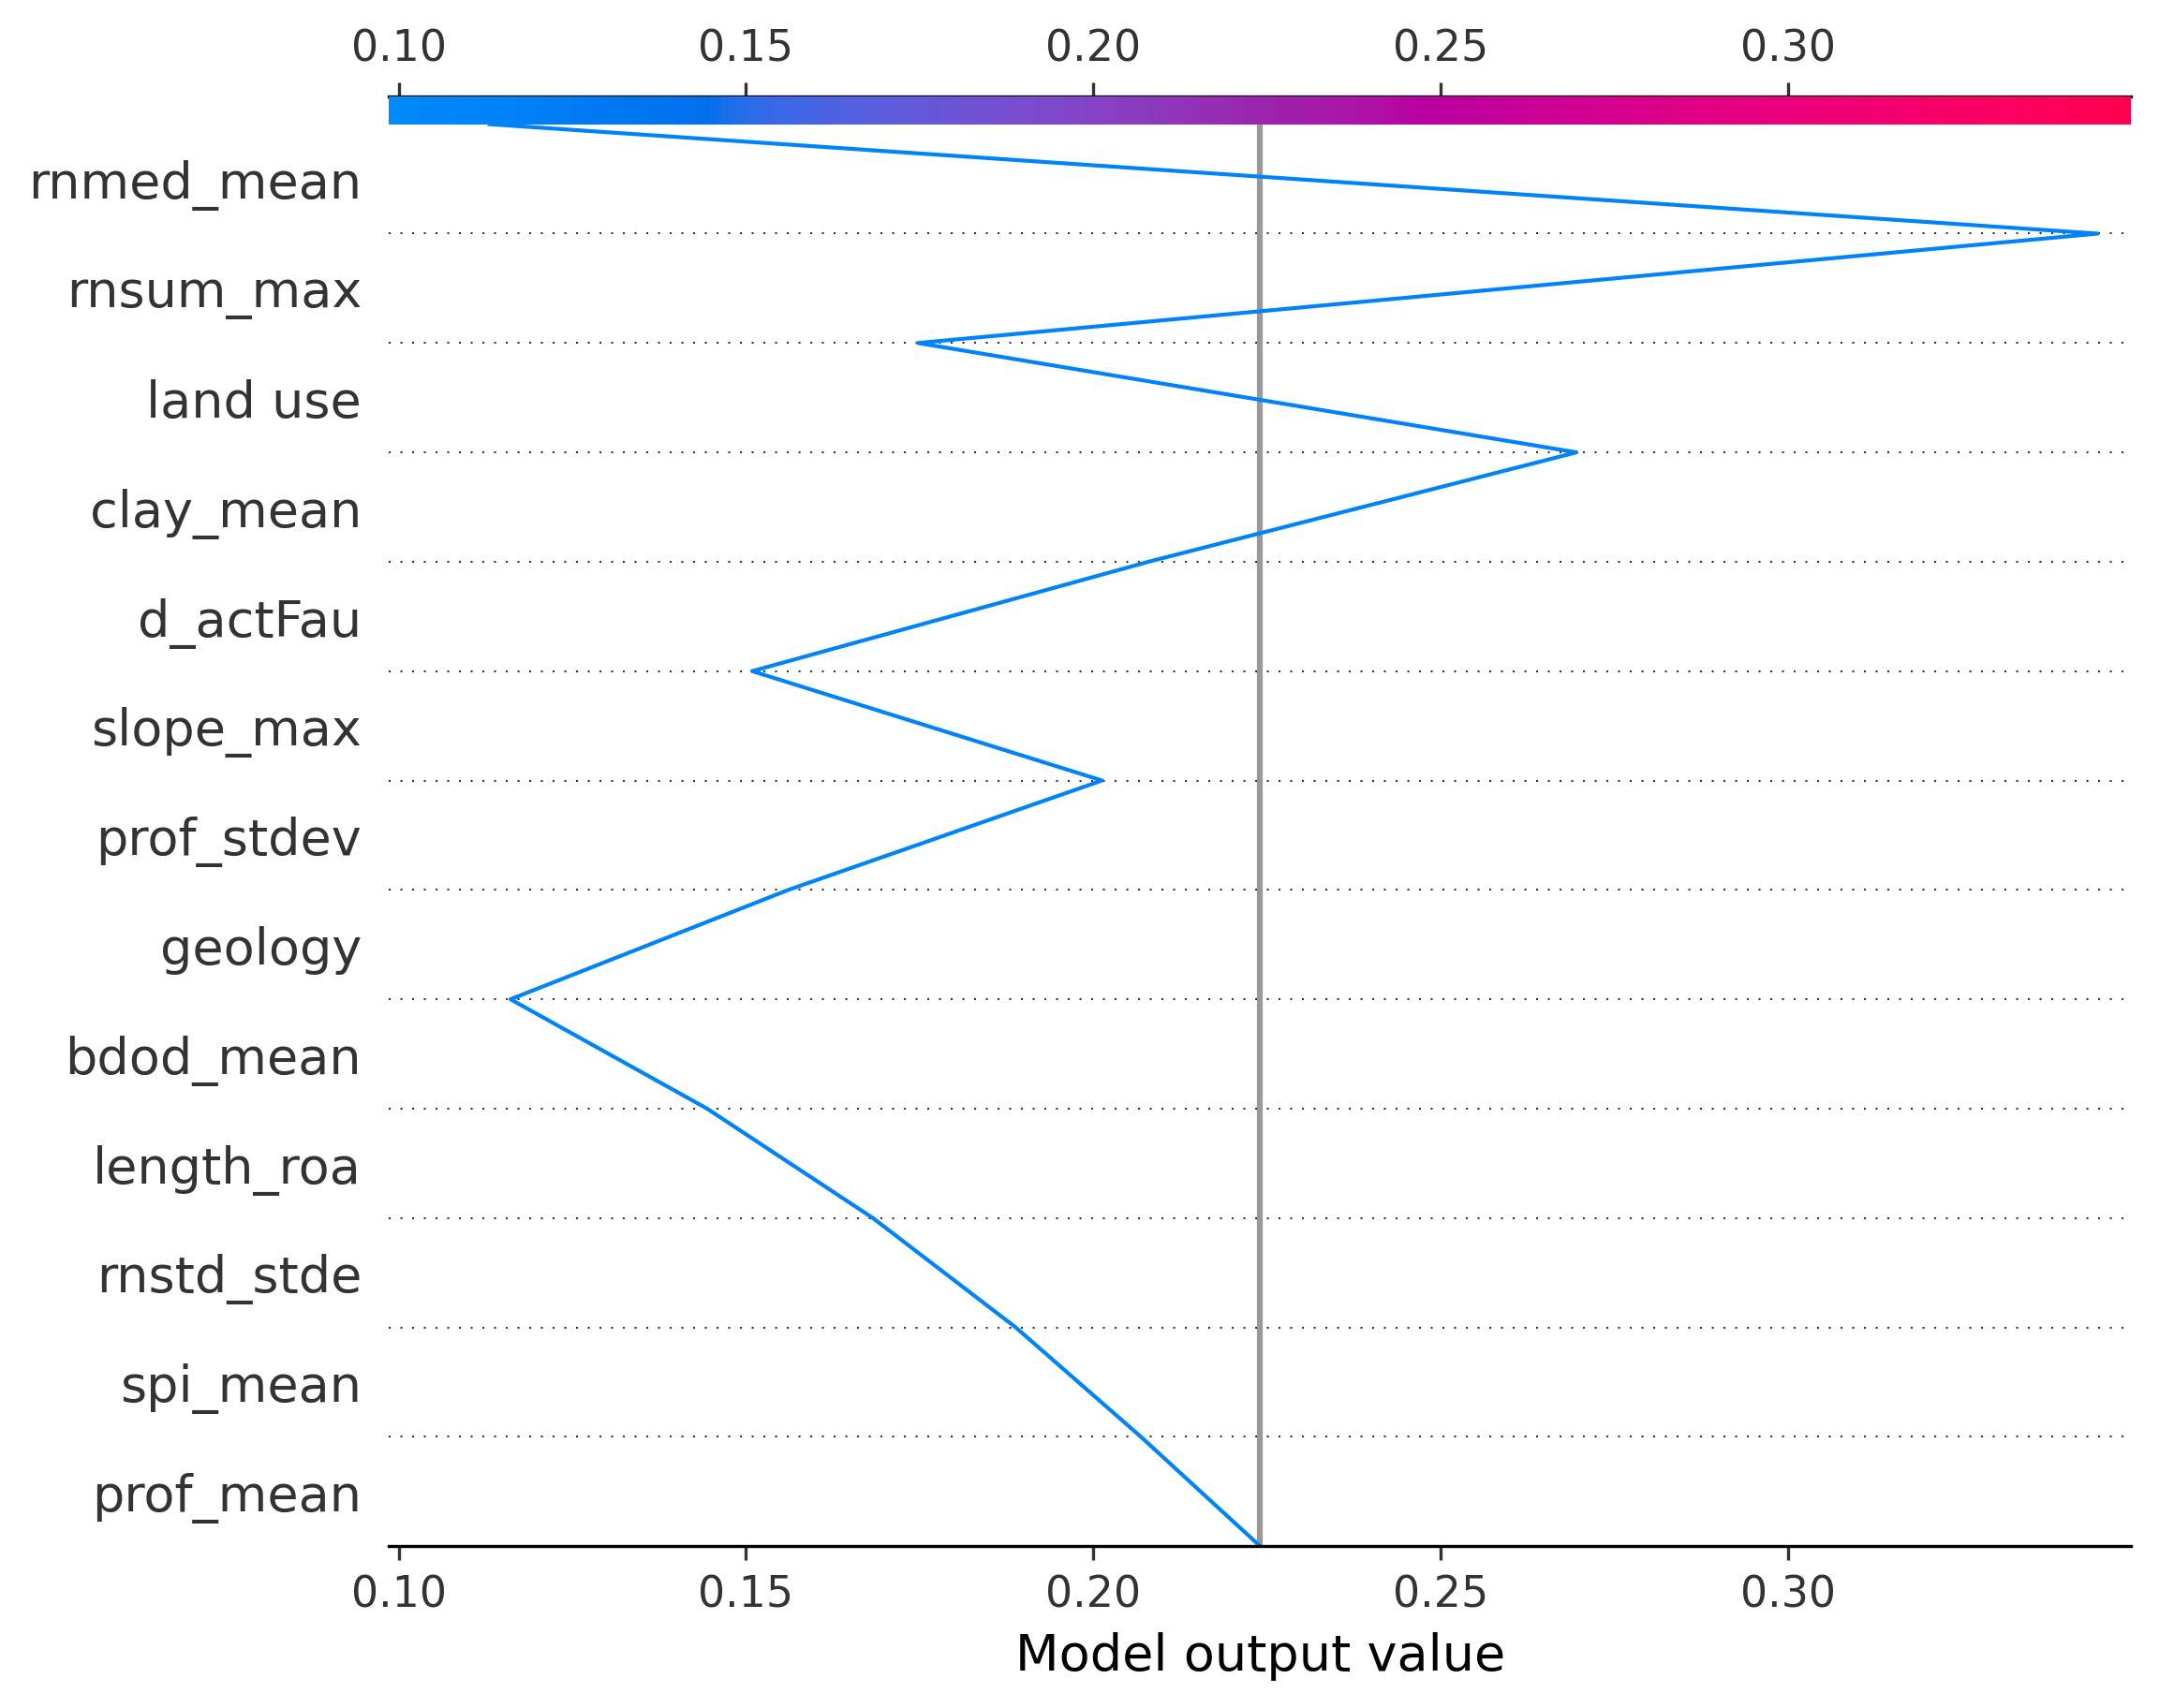 0.10 0.15 0.20 0.25 0.30
rnmed_mean
rnsum_max
land use
clay_mean
d_actFau
slope_max
prof_stdev
geology
bdod_mean
length_roa
rnstd_stde
spi_mean
prof_mean
0.10 0.15 0.20 0.25 0.30
Model output value